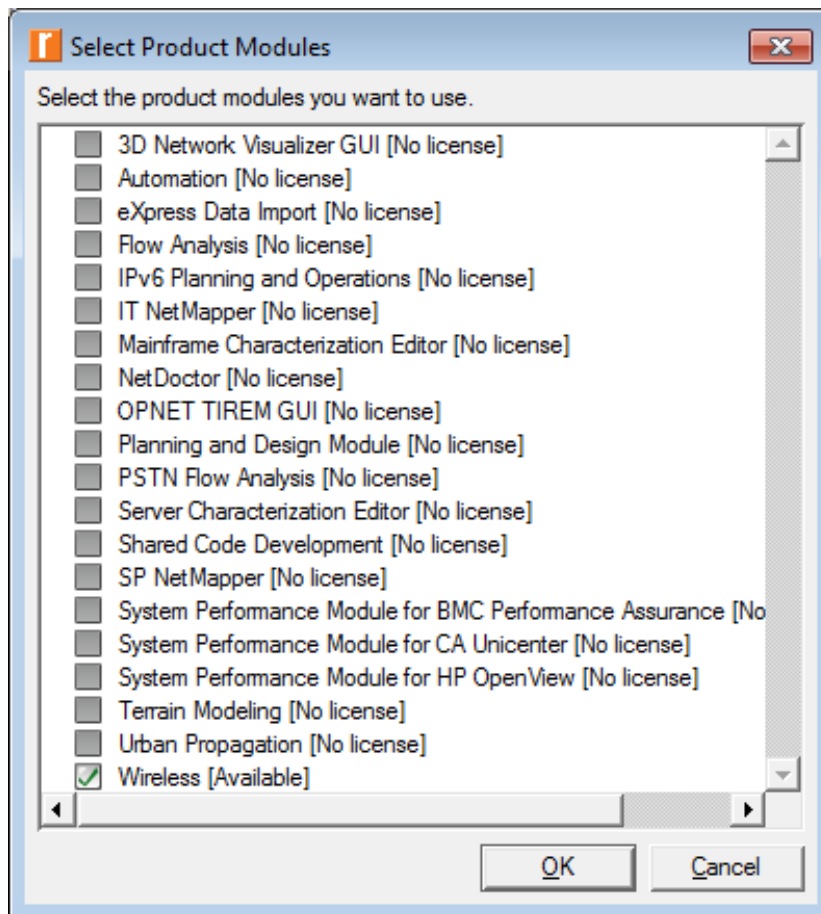 Select Product Modules
Select the product modules you want to use.
3D Network Visualizer GUI [No license]
Automation [No license]
eXpress Data Import [No license]
Flow Analysis [No license]
IPv6 Planning and Operations [No license]
IT NetMapper [No license]
Mainframe Characterization Editor [No license]
NetDoctor [No license]
OPNET TIREM GUI [No license]
Planning and Design Module [No license]
PSTN Flow Analysis [No license]
Server Characterization Editor [No license]
Shared Code Development [No license]
SP NetMapper [No license]
System Performance Module for BMC Performance Assurance [No
System Performance Module for CA Unicenter [No license]
System Performance Module for HP OpenView [No license]
Terrain Modeling [No license]
Urban Propagation [No license]
Wireless [Available]
OK Cancel